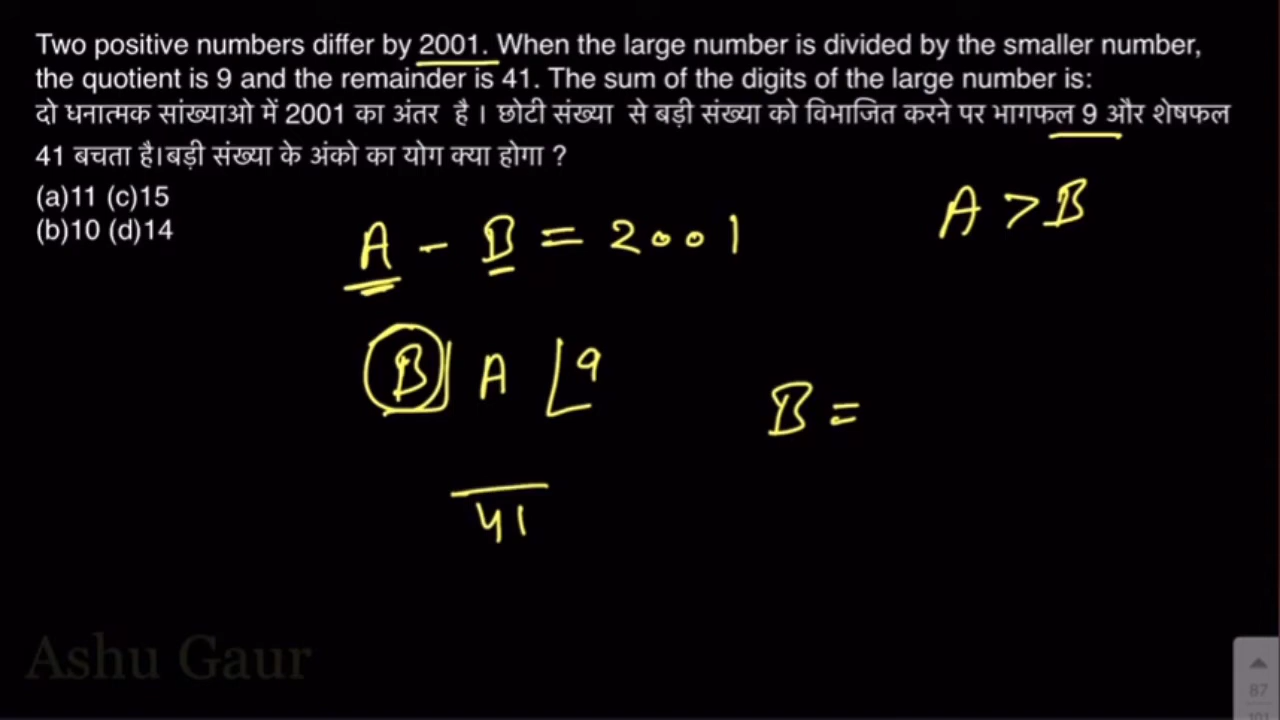 Two positive numbers differ by 2001. When the large number is divided by the smaller number,
the quotient is 9 and the remainder is 41. The sum of the digits of the large number is:
दो धनात्मक सांख्याओ में 2001 का अंतर है । छोटी संख्या से बड़ी संख्या को विभाजित करने पर भागफल 9 और शेषफल
41 बचता है।बड़ी संख्या के अंको का योग क्या होगा ?
(a)11 (c)15
(b)10 (d)14
A > B
A - B = 2001
B A 9
B =
41
Ashu Gaur
87
101